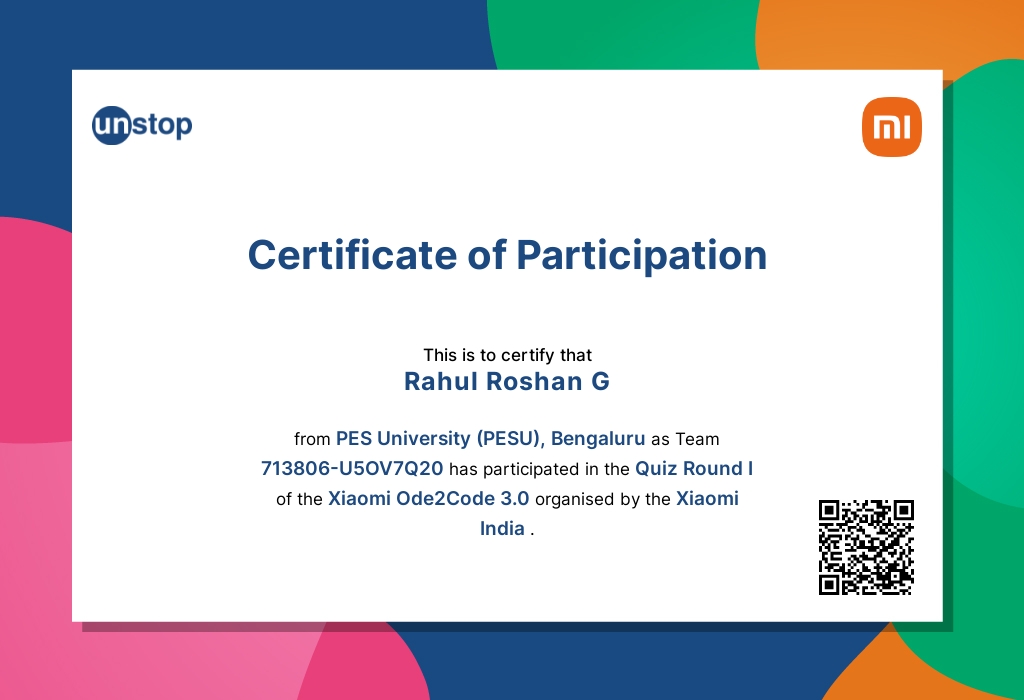 unstop
mi
Certificate of Participation
This is to certify that
Rahul Roshan G
from PES University (PESU), Bengaluru as Team
713806-U5OV7Q20 has participated in the Quiz Round I
of the Xiaomi Ode2Code 3.0 organised by the Xiaomi
India .